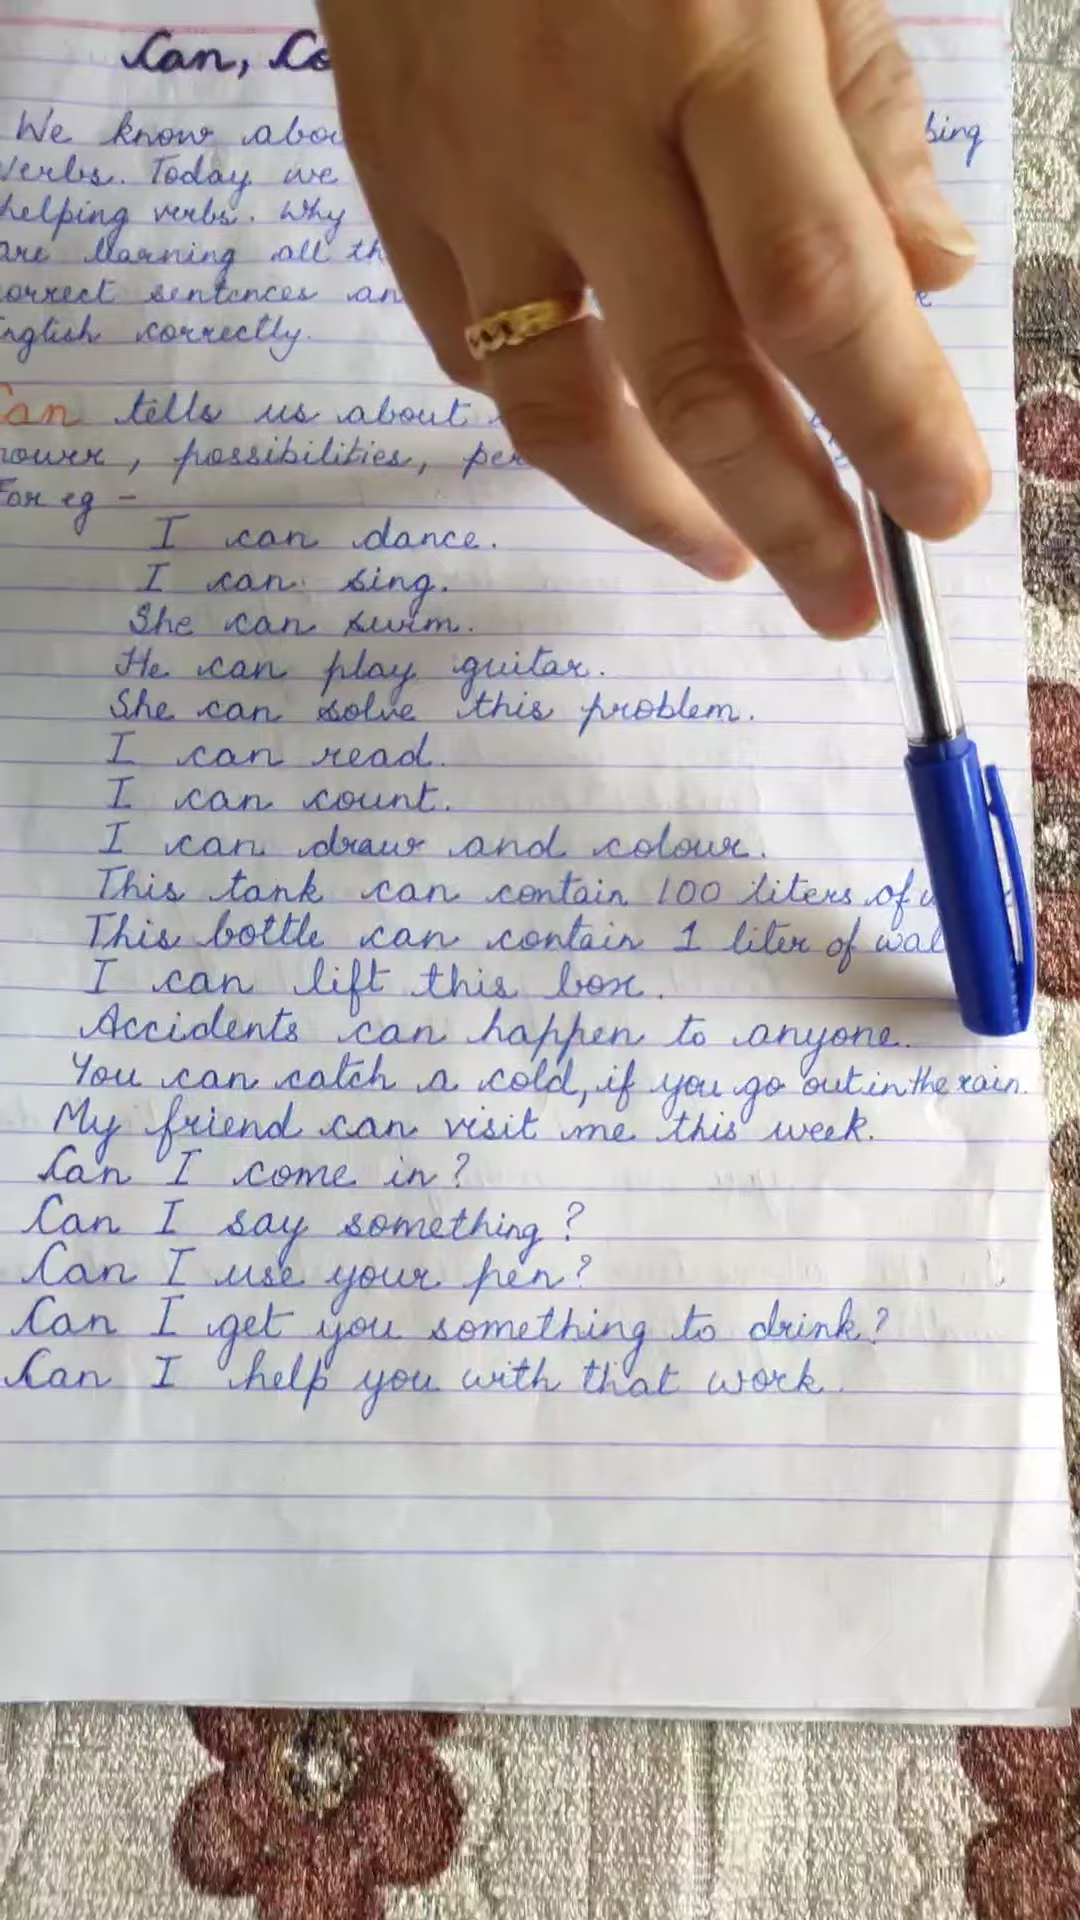 Can,
We know
verbs. Today we
helping verbs. Why
are learning all
correct sentences
English correctly.
Can tells us about
power, possibilities,
For eg -
I can dance.
I can sing.
She can swim.
He can play guitar.
She can solve this problem.
I can read.
I can count.
I can draw and colour.
This tank can contain 100 liters of
This bottle can contain 1 liter of
I can lift this box.
Accidents can happen to anyone.
You can catch a cold, if you go out in the rain.
My friend can visit me this week.
Can I come in?
Can I say something?
Can I use your pen?
Can I get you something to drink?
Can I help you with that work.